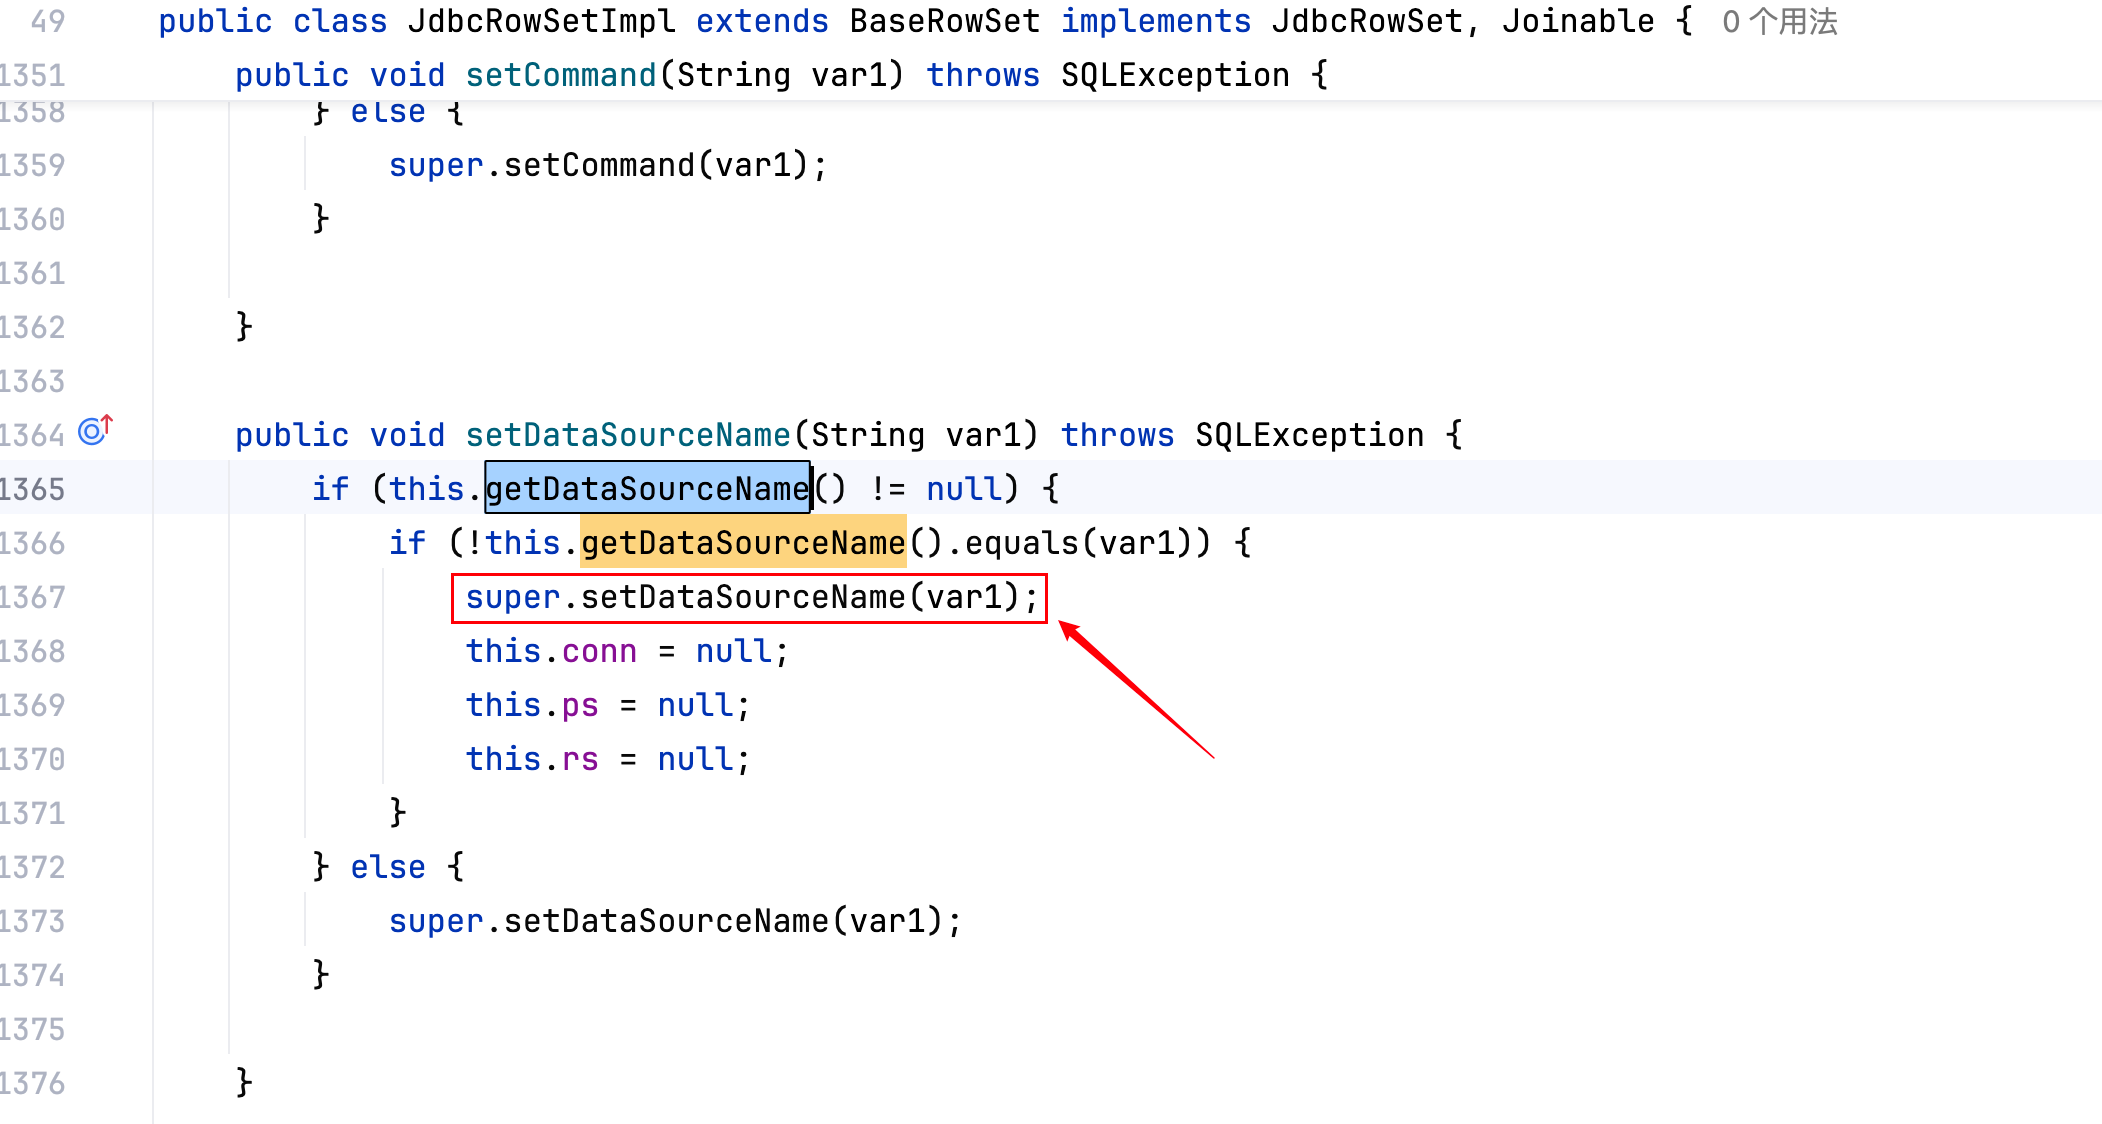 49 public class JdbcRowSetImpl extends BaseRowSet implements JdbcRowSet, Joinable { 0 个用法
1351 public void setCommand(String var1) throws SQLException {
1358 } else {
1359 super.setCommand(var1);
1360 }
1361
1362 }
1363
1364 public void setDataSourceName(String var1) throws SQLException {
1365 if (this.getDataSourceName() != null) {
1366 if (!this.getDataSourceName().equals(var1)) {
1367 super.setDataSourceName(var1);
1368 this.conn = null;
1369 this.ps = null;
1370 this.rs = null;
1371 }
1372 } else {
1373 super.setDataSourceName(var1);
1374 }
1375
1376 }